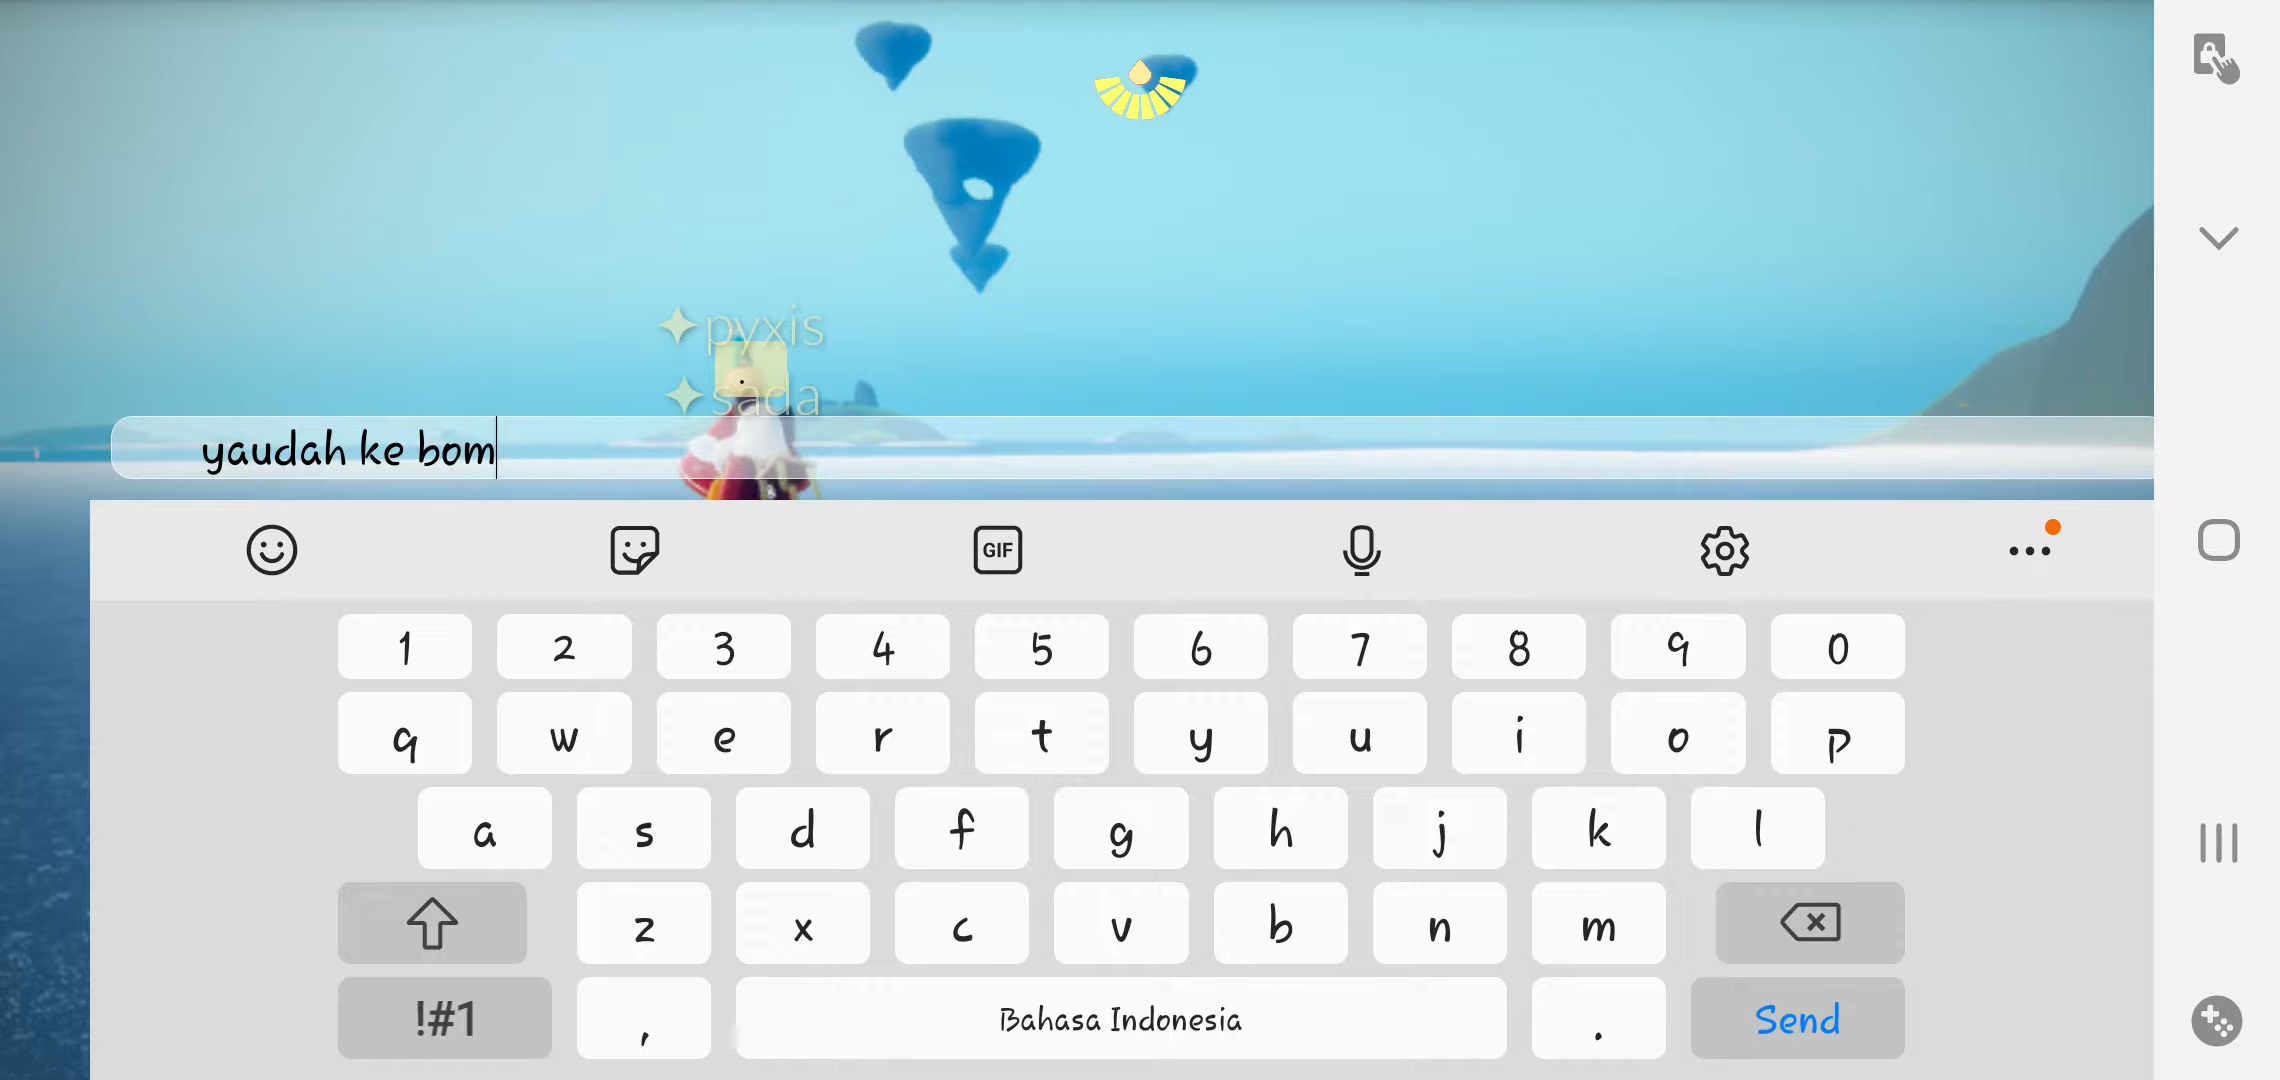 ✦pyxis
✦sada
yaudah ke bom
GIF
1 2 3 4 5 6 7 8 9 0
q w e r t y u i o p
a s d f g h j k l
z x c v b n m
!#1 , Bahasa Indonesia . Send